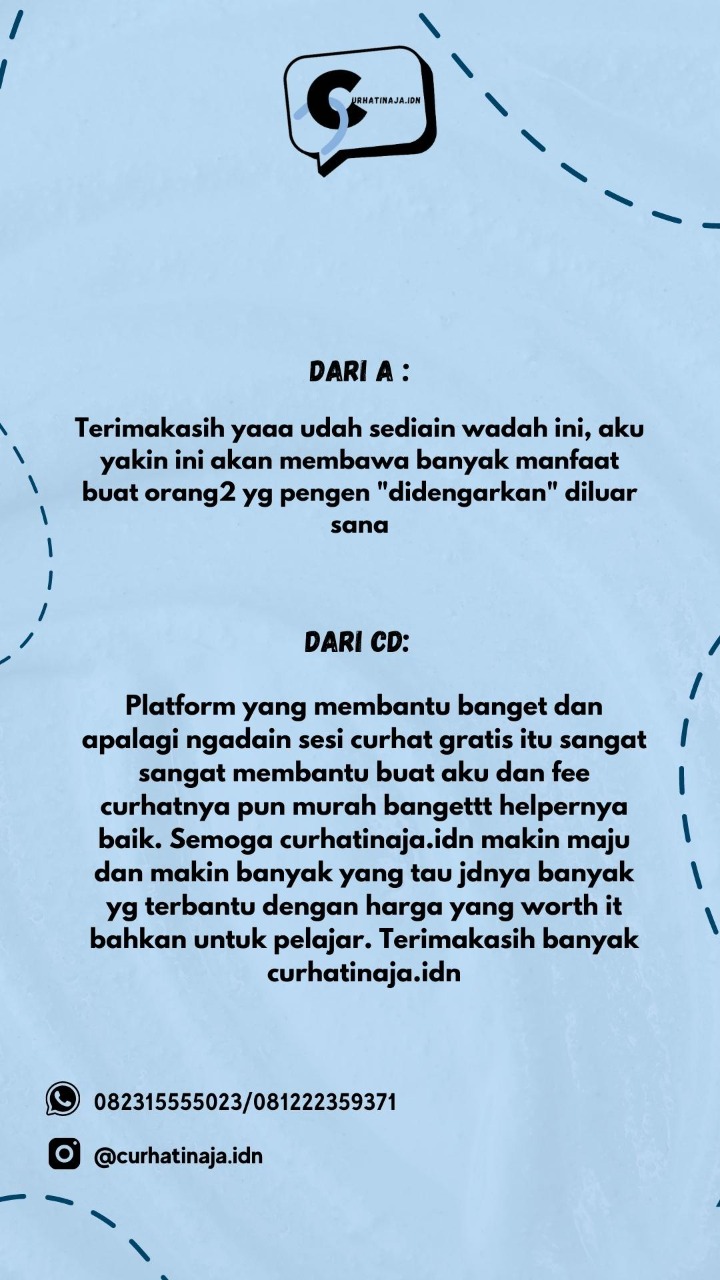 CURHATINAJA.IDN
DARI A :
Terimakasih yaaa udah sediain wadah ini, aku
yakin ini akan membawa banyak manfaat
buat orang2 yg pengen "didengarkan" diluar
sana
DARI CD:
Platform yang membantu banget dan
apalagi ngadain sesi curhat gratis itu sangat
sangat membantu buat aku dan fee
curhatnya pun murah bangettt helpernya
baik. Semoga curhatinaja.idn makin maju
dan makin banyak yang tau jdnya banyak
yg terbantu dengan harga yang worth it
bahkan untuk pelajar. Terimakasih banyak
curhatinaja.idn
082315555023/081222359371
@curhatinaja.idn